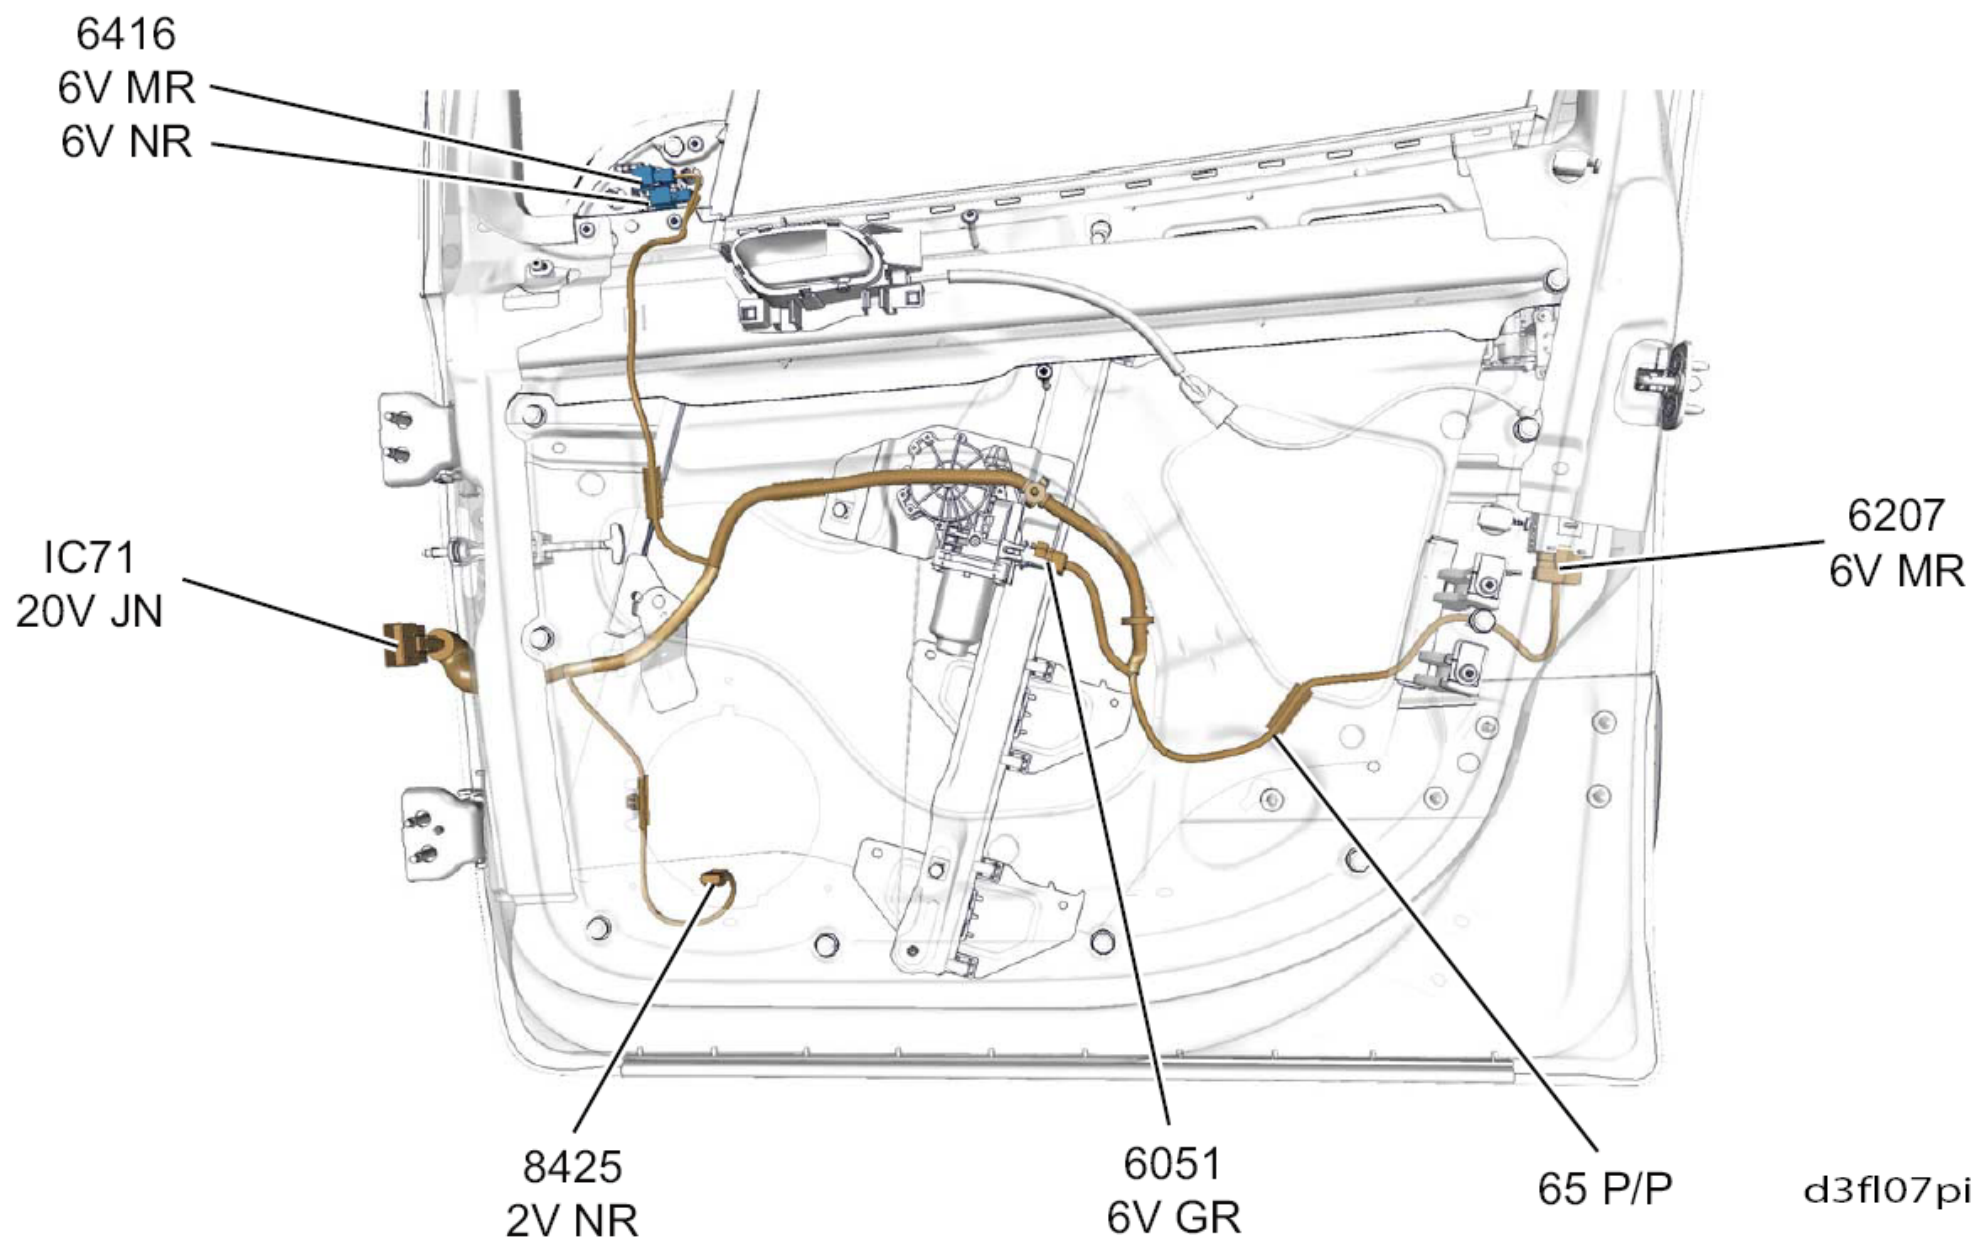 6416
6V MR
6V NR
IC71
20V JN
6207
6V MR
8425
2V NR
6051
6V GR
65 P/P
d3fl07pi